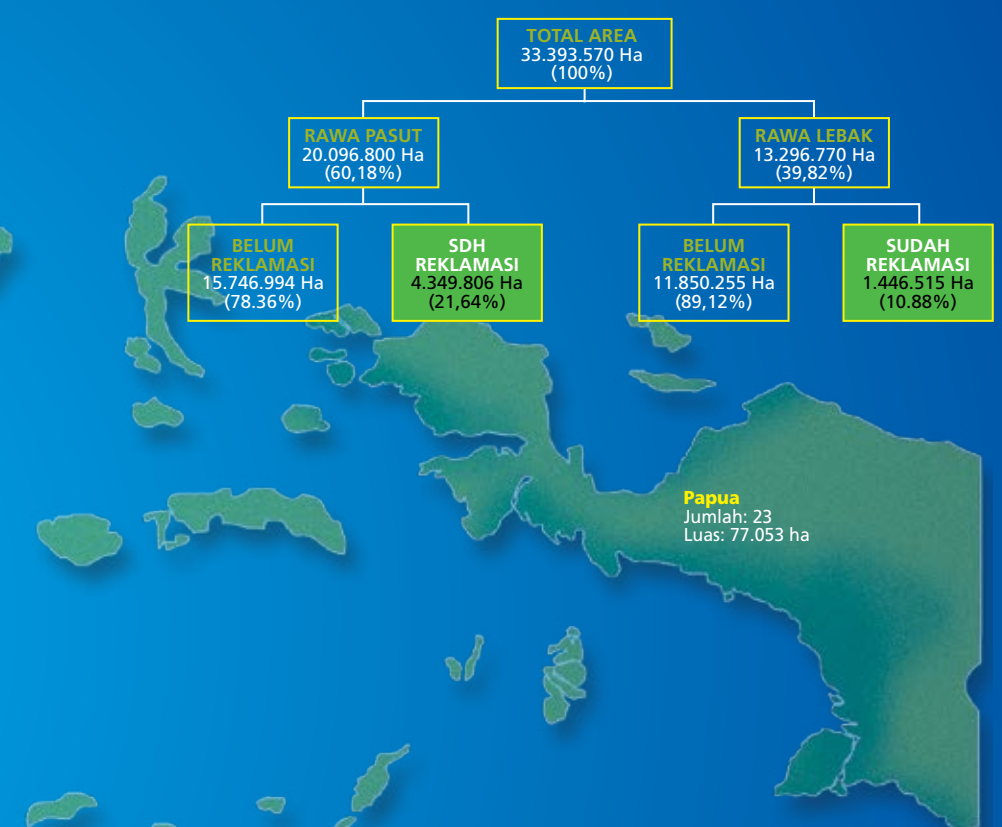 TOTAL AREA
33.393.570 Ha
(100%)
RAWA PASUT
20.096.800 Ha
(60,18%)
RAWA LEBAK
13.296.770 Ha
(39,82%)
BELUM
REKLAMASI
15.746.994 Ha
(78.36%)
SDH
REKLAMASI
4.349.806 Ha
(21,64%)
BELUM
REKLAMASI
11.850.255 Ha
(89,12%)
SUDAH
REKLAMASI
1.446.515 Ha
(10.88%)
Papua
Jumlah: 23
Luas: 77.053 ha